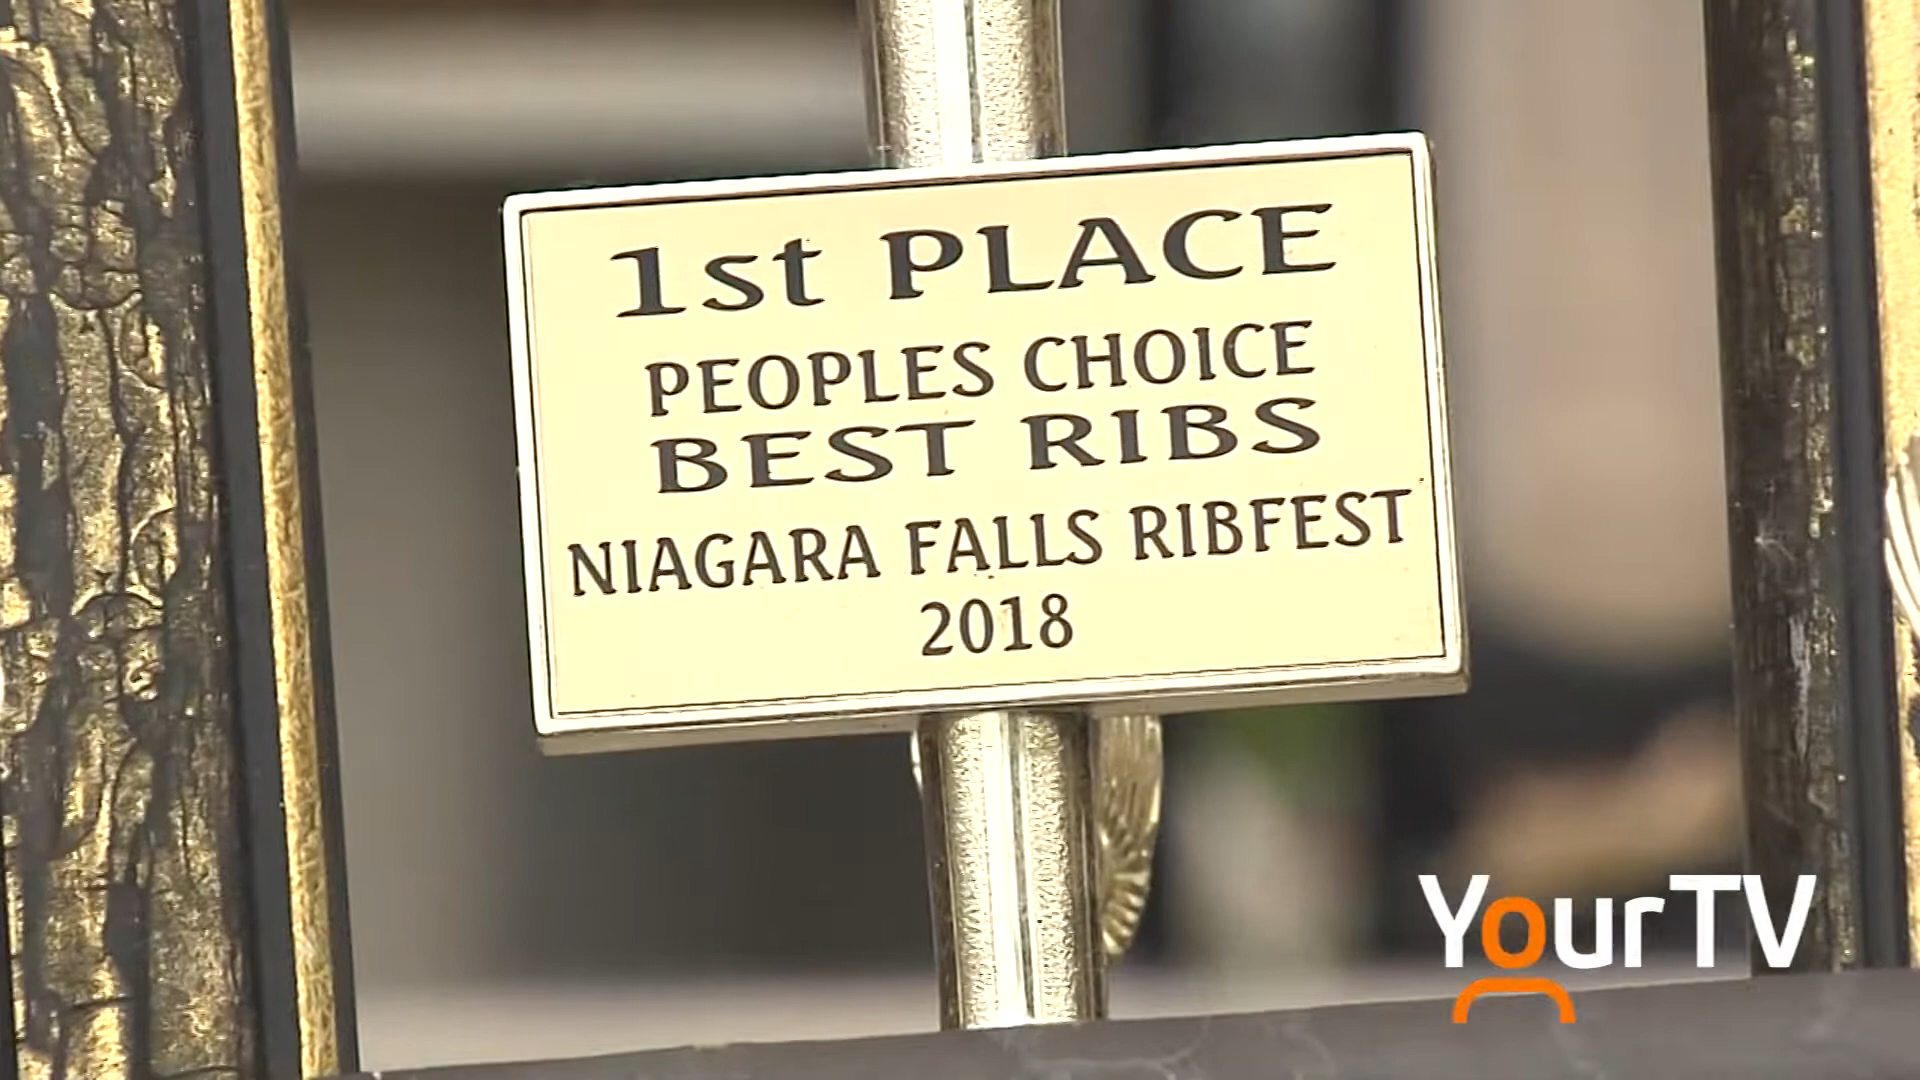 1st PLACE
PEOPLES CHOICE
BEST RIBS
NIAGARA FALLS RIBFEST
2018
YourTV